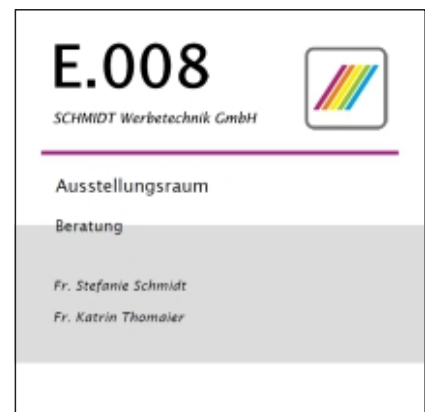 E.008
SCHMIDT Werbetechnik GmbH
Ausstellungsraum
Beratung
Fr. Stefanie Schmidt
Fr. Katrin Thomaier